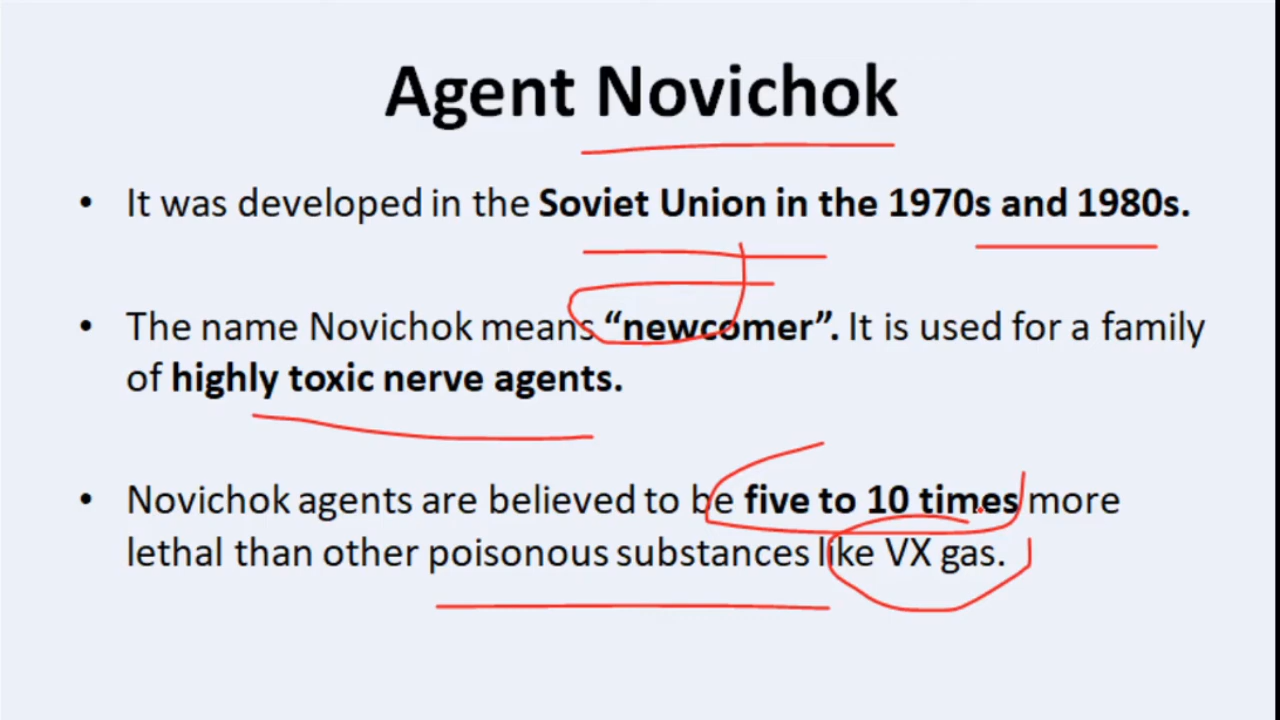 Agent Novichok
• It was developed in the Soviet Union in the 1970s and 1980s.
• The name Novichok means “newcomer”. It is used for a family
of highly toxic nerve agents.
• Novichok agents are believed to be five to 10 times more
lethal than other poisonous substances like VX gas.